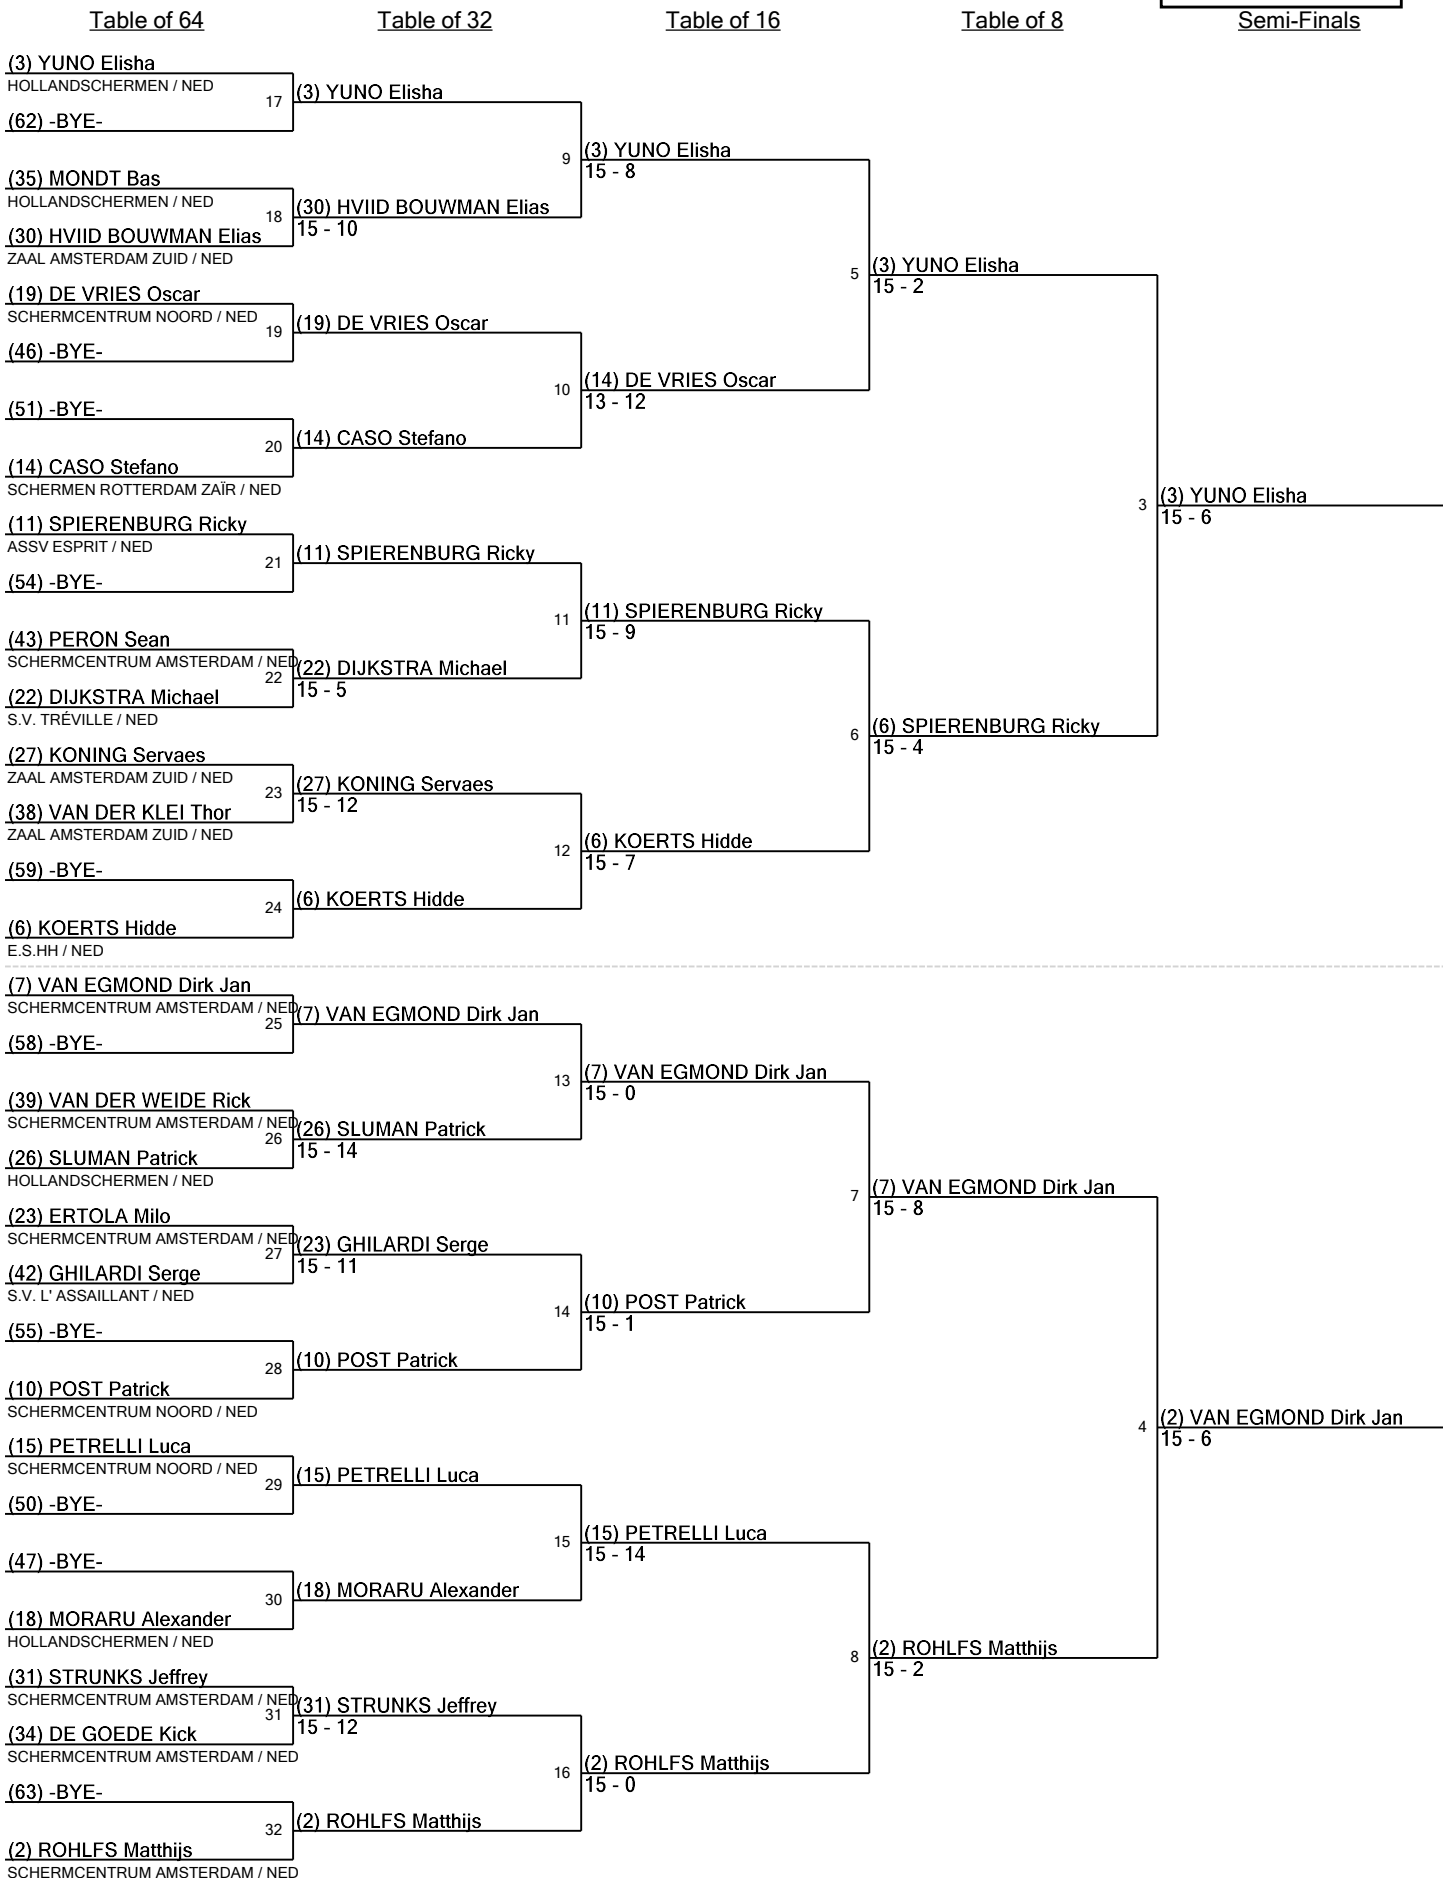 Table of 64
Table of 32
Table of 16
Table of 8
Semi-Finals
(3) YUNO Elisha
HOLLANDSCHERMEN / NED
17
(62) -BYE-
(35) MONDT Bas
HOLLANDSCHERMEN / NED
18
(30) HVIID BOUWMAN Elias
ZAAL AMSTERDAM ZUID / NED
(19) DE VRIES Oscar
SCHERMCENTRUM NOORD / NED
19
(46) -BYE-
(51) -BYE-
20
(14) CASO Stefano
SCHERMEN ROTTERDAM ZAÏR / NED
(11) SPIERENBURG Ricky
ASSV ESPRIT / NED
21
(54) -BYE-
(43) PERON Sean
SCHERMCENTRUM AMSTERDAM / NED
22
(22) DIJKSTRA Michael
S.V. TRÉVILLE / NED
(27) KONING Servaes
ZAAL AMSTERDAM ZUID / NED
23
(38) VAN DER KLEI Thor
ZAAL AMSTERDAM ZUID / NED
(59) -BYE-
24
(6) KOERTS Hidde
E.S.HH / NED
(7) VAN EGMOND Dirk Jan
SCHERMCENTRUM AMSTERDAM / NED
25
(58) -BYE-
(39) VAN DER WEIDE Rick
SCHERMCENTRUM AMSTERDAM / NED
26
(26) SLUMAN Patrick
HOLLANDSCHERMEN / NED
(23) ERTOLA Milo
SCHERMCENTRUM AMSTERDAM / NED
27
(42) GHILARDI Serge
S.V. L' ASSAILLANT / NED
(55) -BYE-
28
(10) POST Patrick
SCHERMCENTRUM NOORD / NED
(15) PETRELLI Luca
SCHERMCENTRUM NOORD / NED
29
(50) -BYE-
(47) -BYE-
30
(18) MORARU Alexander
HOLLANDSCHERMEN / NED
(31) STRUNKS Jeffrey
SCHERMCENTRUM AMSTERDAM / NED
31
(34) DE GOEDE Kick
SCHERMCENTRUM AMSTERDAM / NED
(63) -BYE-
32
(2) ROHLFS Matthijs
SCHERMCENTRUM AMSTERDAM / NED
(3) YUNO Elisha
9
(30) HVIID BOUWMAN Elias
15 - 10
(19) DE VRIES Oscar
10
(14) CASO Stefano
(11) SPIERENBURG Ricky
11
(22) DIJKSTRA Michael
15 - 5
(27) KONING Servaes
15 - 12
12
(6) KOERTS Hidde
(7) VAN EGMOND Dirk Jan
13
(26) SLUMAN Patrick
15 - 14
(23) GHILARDI Serge
15 - 11
14
(10) POST Patrick
(15) PETRELLI Luca
15
(18) MORARU Alexander
(31) STRUNKS Jeffrey
15 - 12
16
(2) ROHLFS Matthijs
(3) YUNO Elisha
15 - 8
5
(14) DE VRIES Oscar
13 - 12
(11) SPIERENBURG Ricky
15 - 9
6
(6) KOERTS Hidde
15 - 7
(7) VAN EGMOND Dirk Jan
15 - 0
7
(10) POST Patrick
15 - 1
(15) PETRELLI Luca
15 - 14
8
(2) ROHLFS Matthijs
15 - 0
(3) YUNO Elisha
15 - 2
3
(6) SPIERENBURG Ricky
15 - 4
(7) VAN EGMOND Dirk Jan
15 - 8
4
(2) ROHLFS Matthijs
15 - 2
(3) YUNO Elisha
15 - 6
(2) VAN EGMOND Dirk Jan
15 - 6